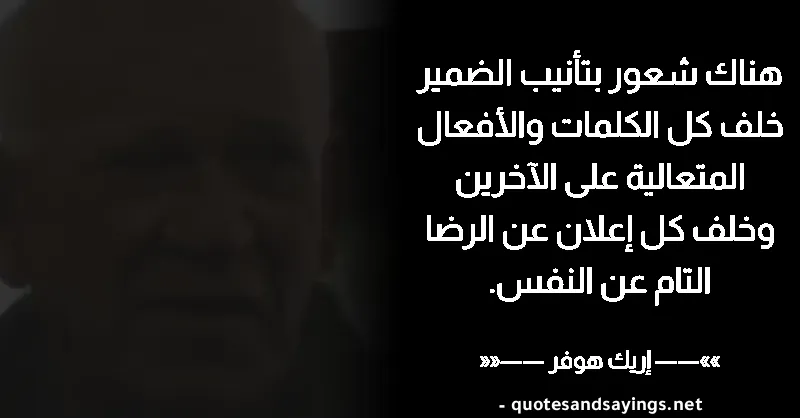 هناك شعور بتأنيب الضمير
خلف كل الكلمات والأفعال
المتعالية على الآخرين
وخلف كل إعلان عن الرضا
التام عن النفس.
»»——— إريك هوفر ———««
- quotesandsayings.net